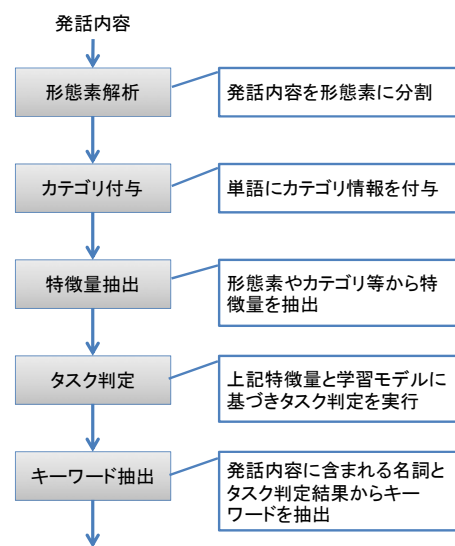 発話内容
形態素解析
発話内容を形態素に分割
カテゴリ付与
単語にカテゴリ情報を付与
特徴量抽出
形態素やカテゴリ等から特
徴量を抽出
タスク判定
上記特徴量と学習モデルに
基づきタスク判定を実行
キーワード抽出
発話内容に含まれる名詞と
タスク判定結果からキー
ワードを抽出